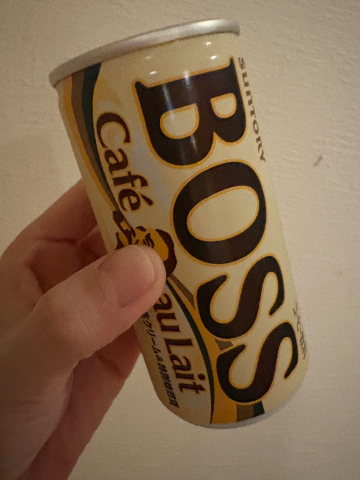 SUNTORY
BOSS
Café
au Lait